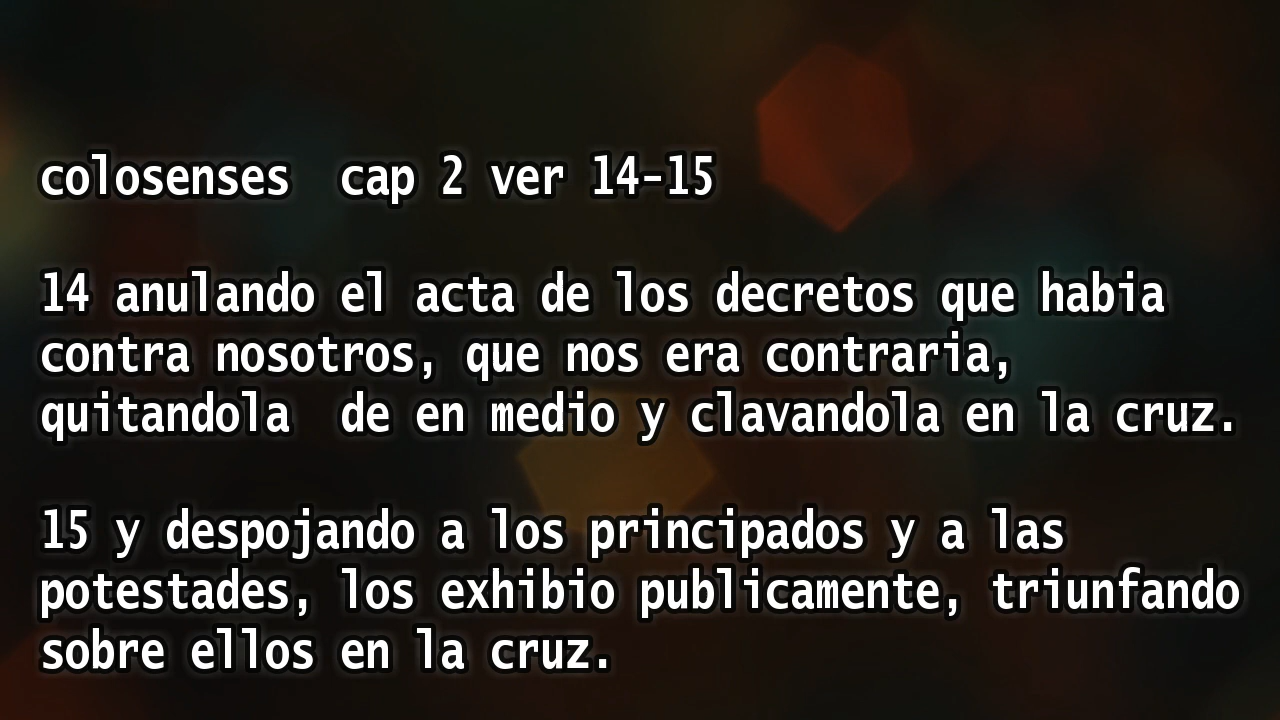 colosenses  cap 2 ver 14-15
14 anulando el acta de los decretos que habia
contra nosotros, que nos era contraria,
quitandola  de en medio y clavandola en la cruz.
15 y despojando a los principados y a las
potestades, los exhibio publicamente, triunfando
sobre ellos en la cruz.